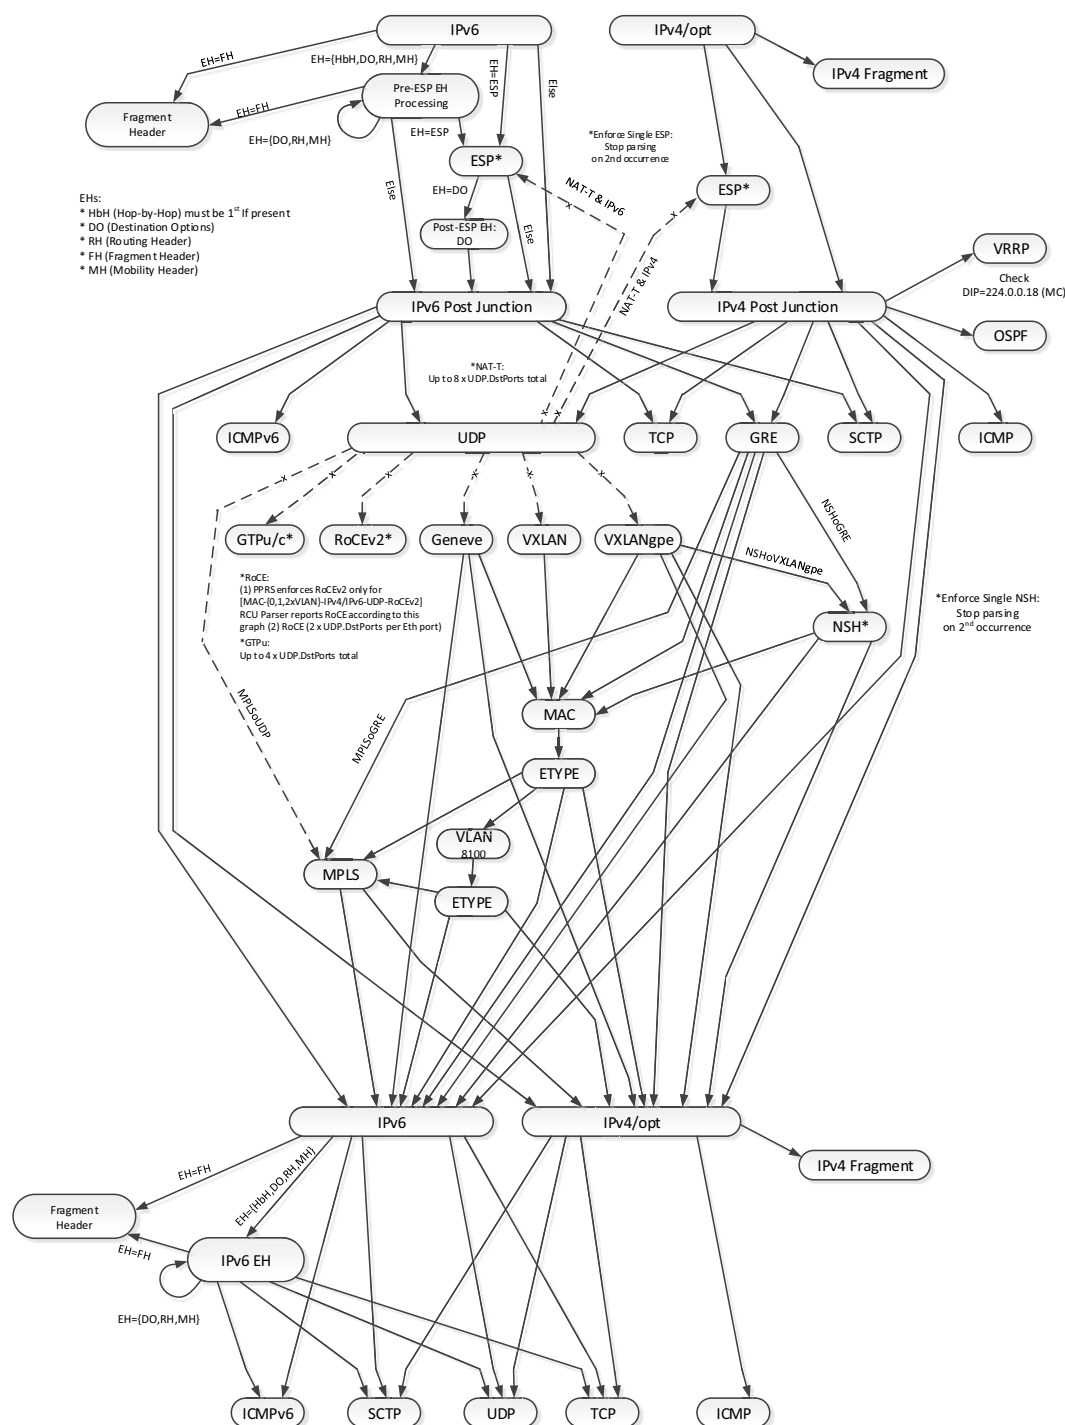 IPv6
IPv4/opt
EH=FH
EH={HbH,DO,RH,MH}
EH=ESP
Else
IPv4 Fragment
Pre-ESP EH
Processing
EH=FH
Fragment
Header
EH={DO,RH,MH}
EH=ESP
*Enforce Single ESP:
Stop parsing
on 2nd occurrence
ESP*
ESP*
EH=DO
Else
NAT-T & IPv6
EHs:
* HbH (Hop-by-Hop) must be 1st If present
* DO (Destination Options)
* RH (Routing Header)
* FH (Fragment Header)
* MH (Mobility Header)
Post-ESP EH:
DO
Else
x
x
NAT-T & IPv4
VRRP
Check
DIP=224.0.0.18 (MC)
IPv6 Post Junction
IPv4 Post Junction
OSPF
*NAT-T:
Up to 8 x UDP.DstPorts total
x
x
ICMPv6
UDP
TCP
GRE
SCTP
ICMP
x
x
x
x
x
x
NSHoGRE
GTPu/c*
RoCEv2*
Geneve
VXLAN
VXLANgpe
NSHoVXLANgpe
*RoCE:
(1) PPRS enforces RoCEv2 only for
[MAC-{0,1,2xVLAN}-IPv4/IPv6-UDP-RoCEv2]
RCU Parser reports RoCE according to this
graph (2) RoCE (2 x UDP.DstPorts per Eth port)
*GTPu:
Up to 4 x UDP.DstPorts total
*Enforce Single NSH:
Stop parsing
on 2nd occurrence
NSH*
MPLSoUDP
MPLSoGRE
MAC
ETYPE
VLAN
8100
MPLS
ETYPE
IPv6
IPv4/opt
EH=FH
EH={HbH,DO,RH,MH}
IPv4 Fragment
Fragment
Header
EH=FH
IPv6 EH
EH={DO,RH,MH}
ICMPv6
SCTP
UDP
TCP
ICMP